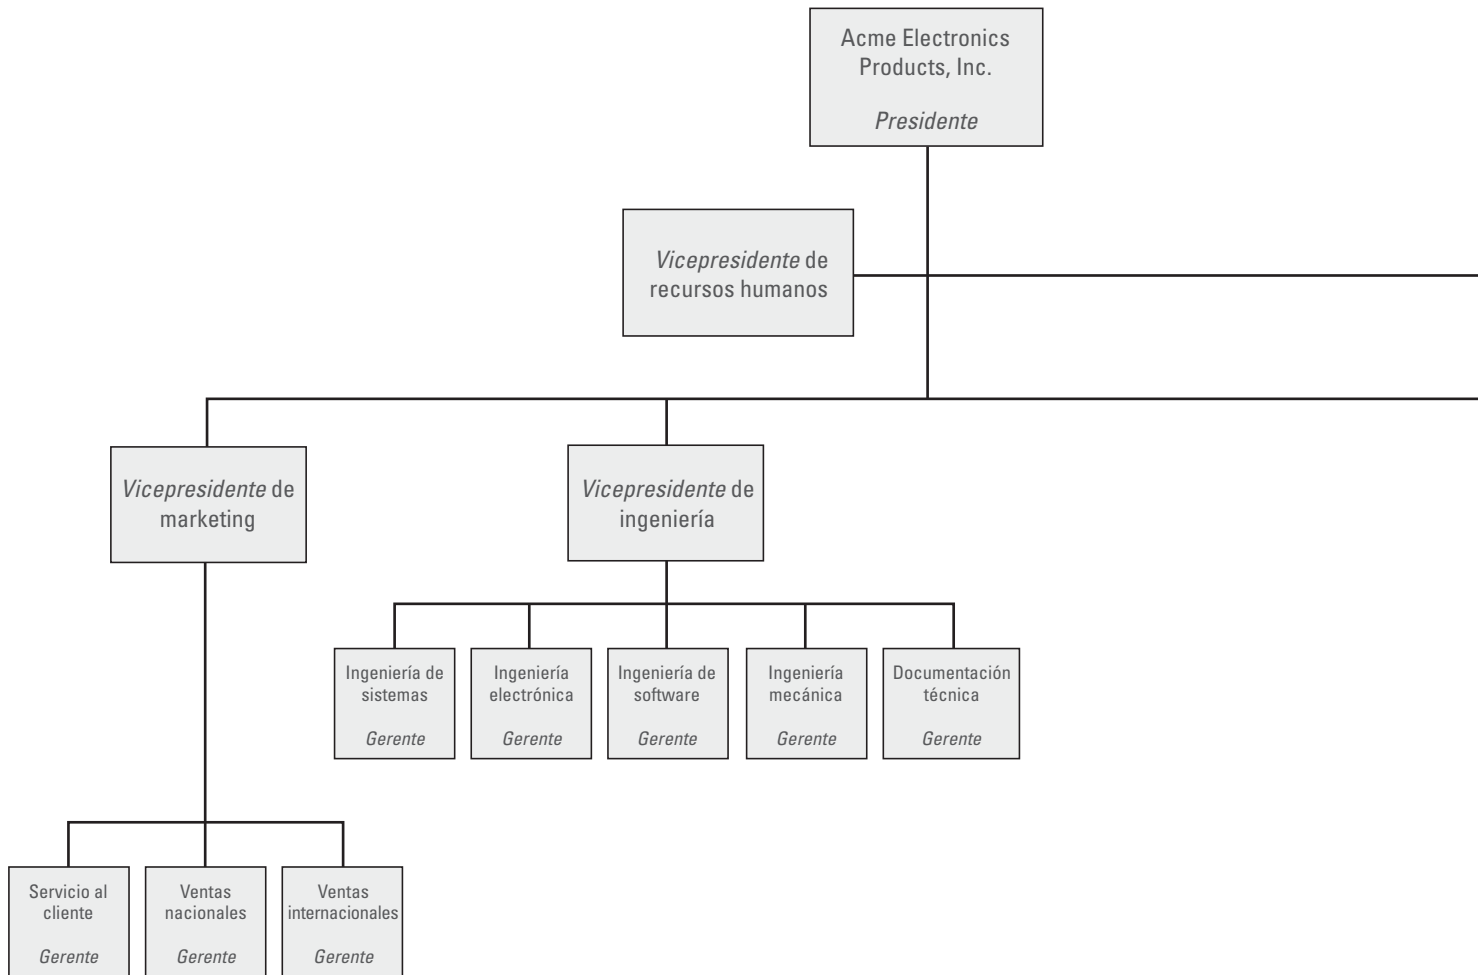 Acme Electronics
Products, Inc.
Presidente
Vicepresidente de
recursos humanos
Vicepresidente de
marketing
Vicepresidente de
ingeniería
Ingeniería de
sistemas
Gerente
Ingeniería
electrónica
Gerente
Ingeniería de
software
Gerente
Ingeniería
mecánica
Gerente
Documentación
técnica
Gerente
Servicio al
cliente
Gerente
Ventas
nacionales
Gerente
Ventas
internacionales
Gerente